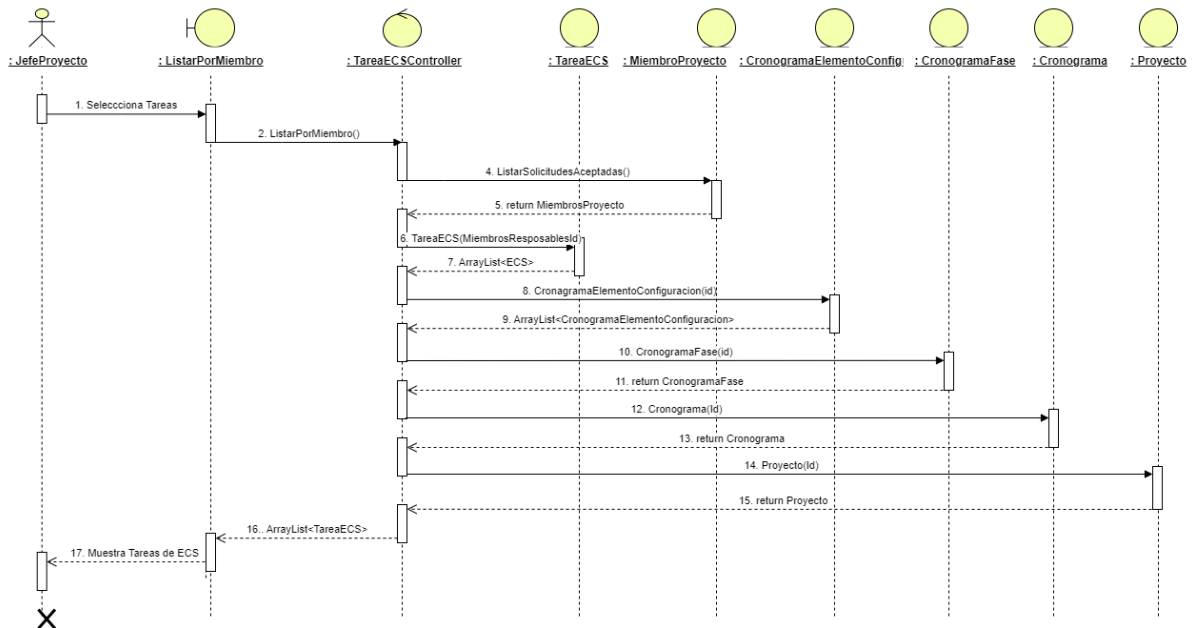 : JefeProyecto
: ListarPorMiembro
: TareaECSController
: TareaECS
: MiembroProyecto
: CronogramaElementoConfig
: CronogramaFase
: Cronograma
: Proyecto
1. Seleccciona Tareas
2. ListarPorMiembro()
4. ListarSolicitudesAceptadas()
5. return MiembrosProyecto
6. TareaECS(MiembrosResposablesId)
7. ArrayList<ECS>
8. CronagramaElementoConfiguracion(id)
9. ArrayList<CronogramaElementoConfiguracion>
10. CronogramaFase(id)
11. return CronogramaFase
12. Cronograma(Id)
13. return Cronograma
14. Proyecto(Id)
15. return Proyecto
16.. ArrayList<TareaECS>
17. Muestra Tareas de ECS